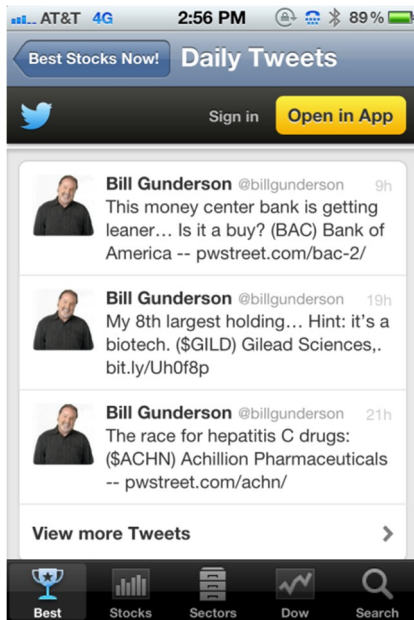 AT&T 4G 2:56 PM 89%
Best Stocks Now! Daily Tweets
Sign in Open in App
Bill Gunderson @billgunderson 9h
This money center bank is getting
leaner... Is it a buy? (BAC) Bank of
America -- pwstreet.com/bac-2/
Bill Gunderson @billgunderson 19h
My 8th largest holding... Hint: it's a
biotech. ($GILD) Gilead Sciences,.
bit.ly/Uh0f8p
Bill Gunderson @billgunderson 21h
The race for hepatitis C drugs:
($ACHN) Achillion Pharmaceuticals
-- pwstreet.com/achn/
View more Tweets
Best Stocks Sectors Dow Search